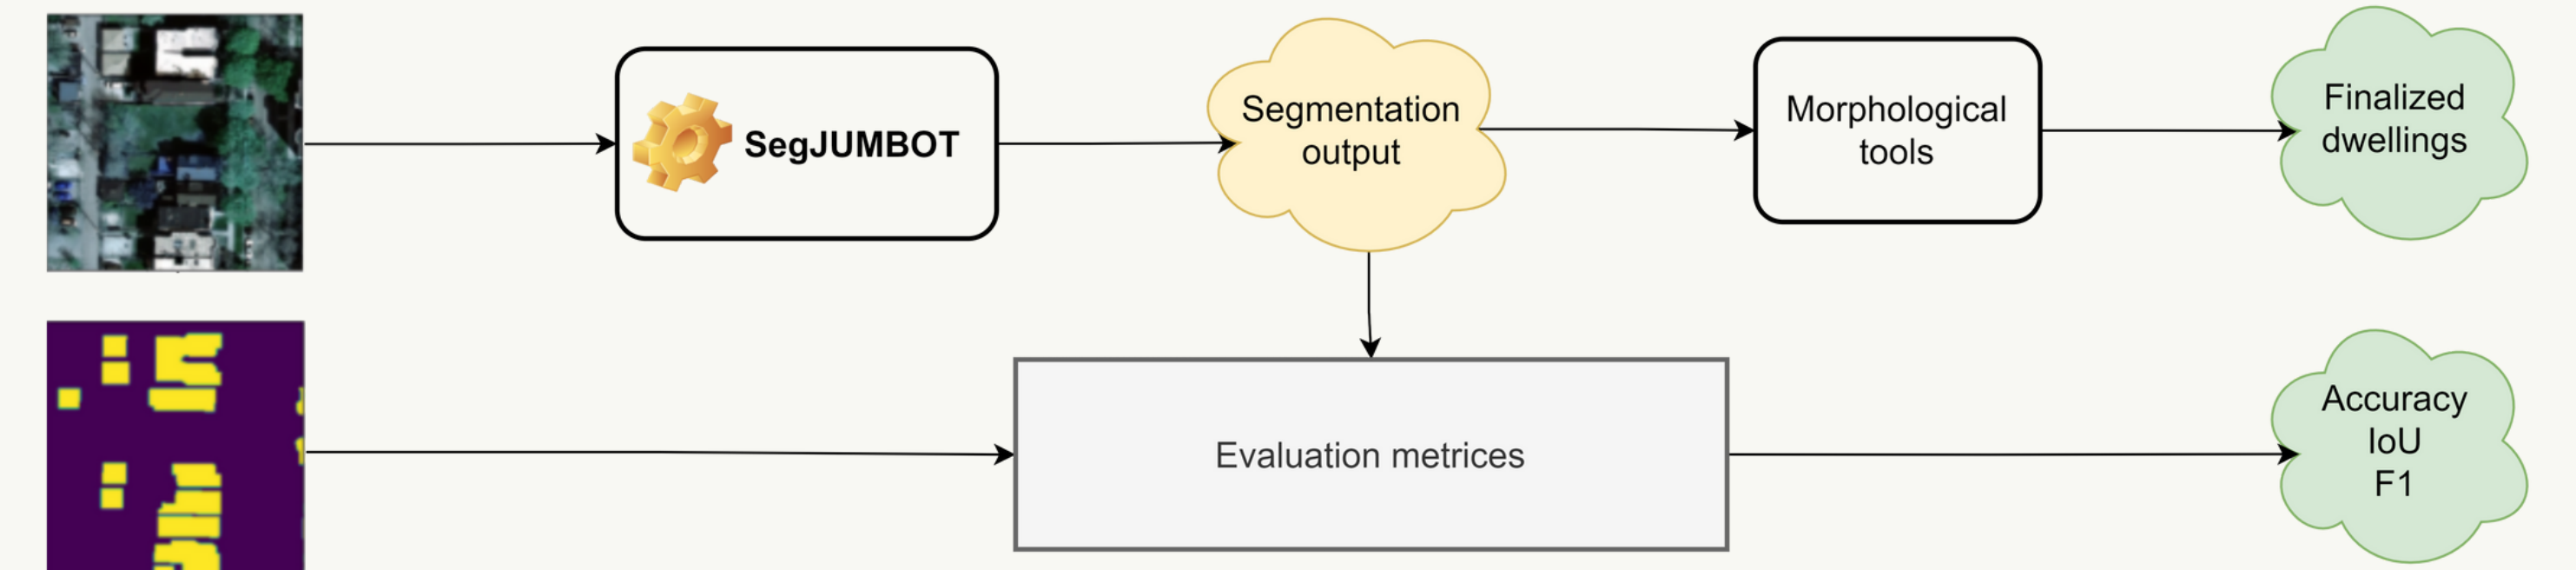 SegJUMBOT
Segmentation
output
Morphological
tools
Finalized
dwellings
Evaluation metrices
Accuracy
IoU
F1